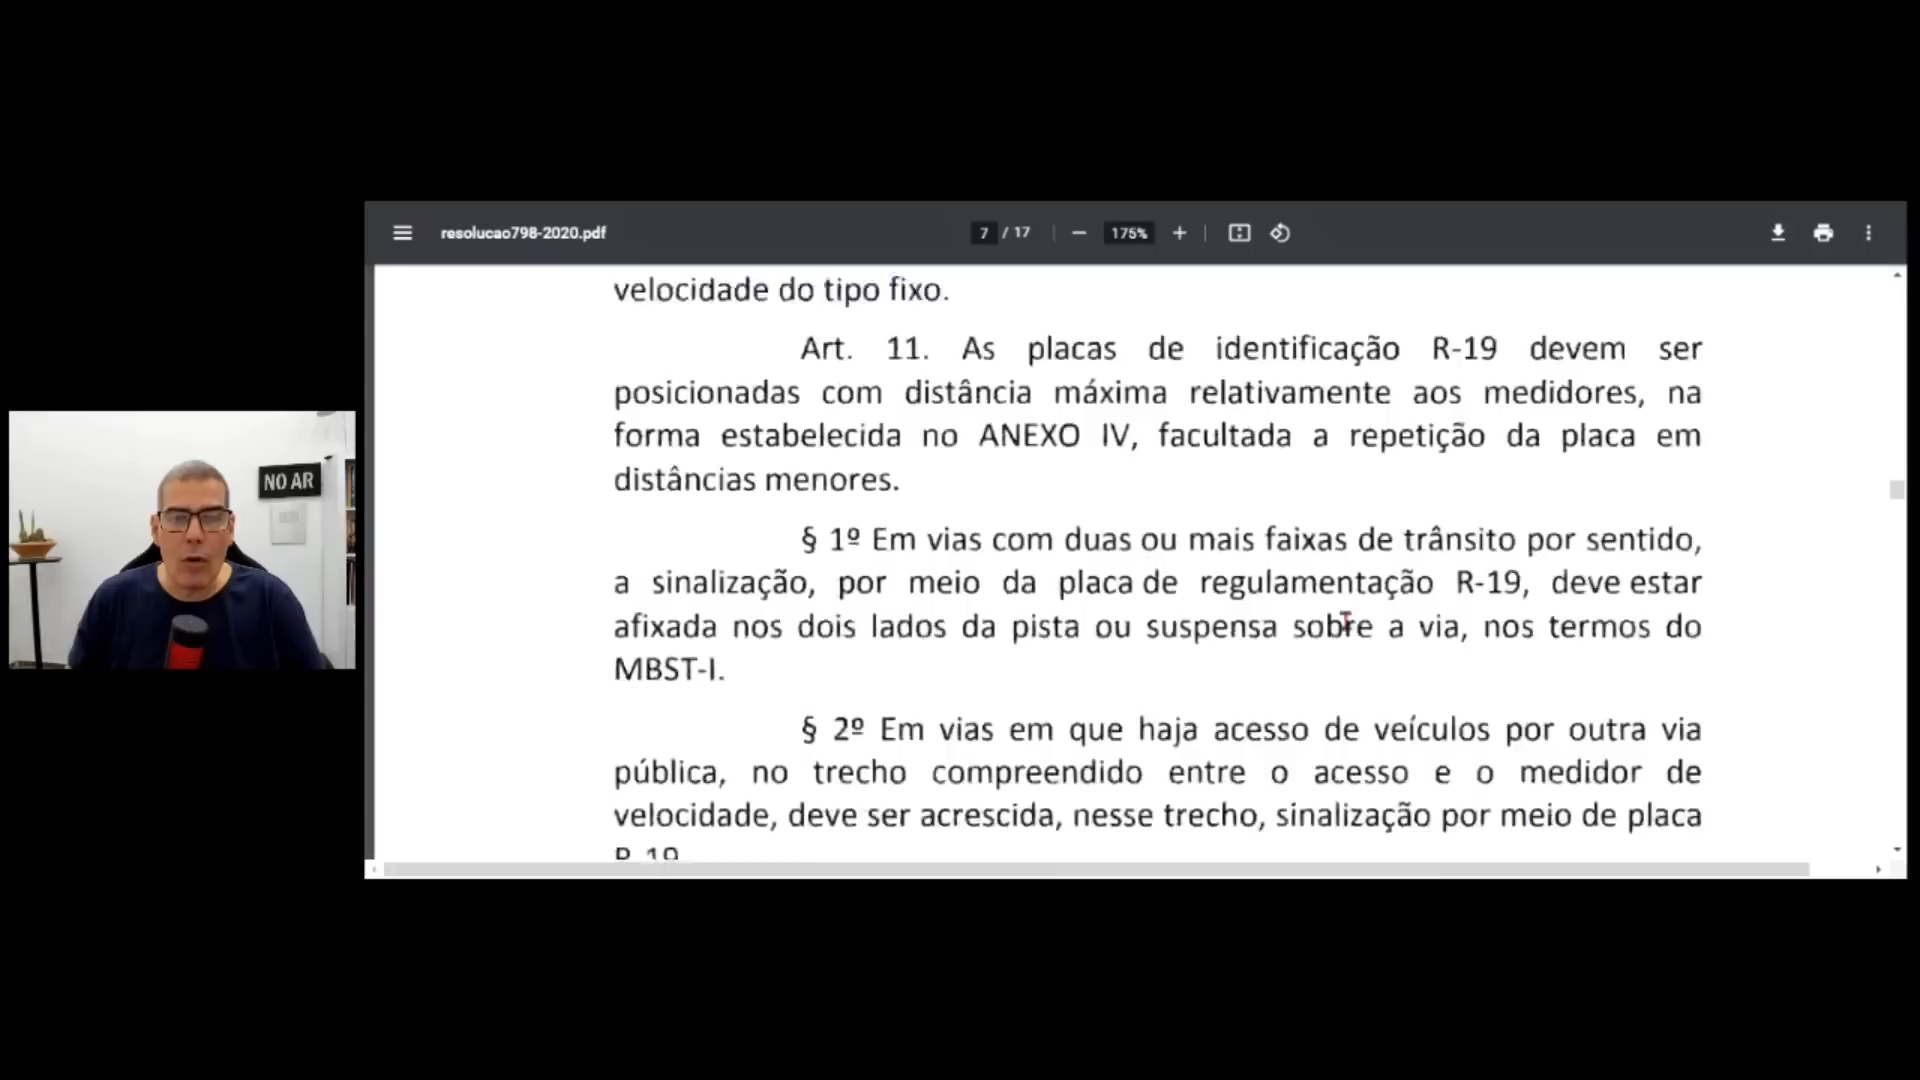 resolucao798-2020.pdf
7 / 17
175%
velocidade do tipo fixo.
Art. 11. As placas de identificação R-19 devem ser
posicionadas com distância máxima relativamente aos medidores, na
forma estabelecida no ANEXO IV, facultada a repetição da placa em
distâncias menores.
§ 1º Em vias com duas ou mais faixas de trânsito por sentido,
a sinalização, por meio da placa de regulamentação R-19, deve estar
afixada nos dois lados da pista ou suspensa sobre a via, nos termos do
MBST-I.
§ 2º Em vias em que haja acesso de veículos por outra via
pública, no trecho compreendido entre o acesso e o medidor de
velocidade, deve ser acrescida, nesse trecho, sinalização por meio de placa
R-19
NO AR